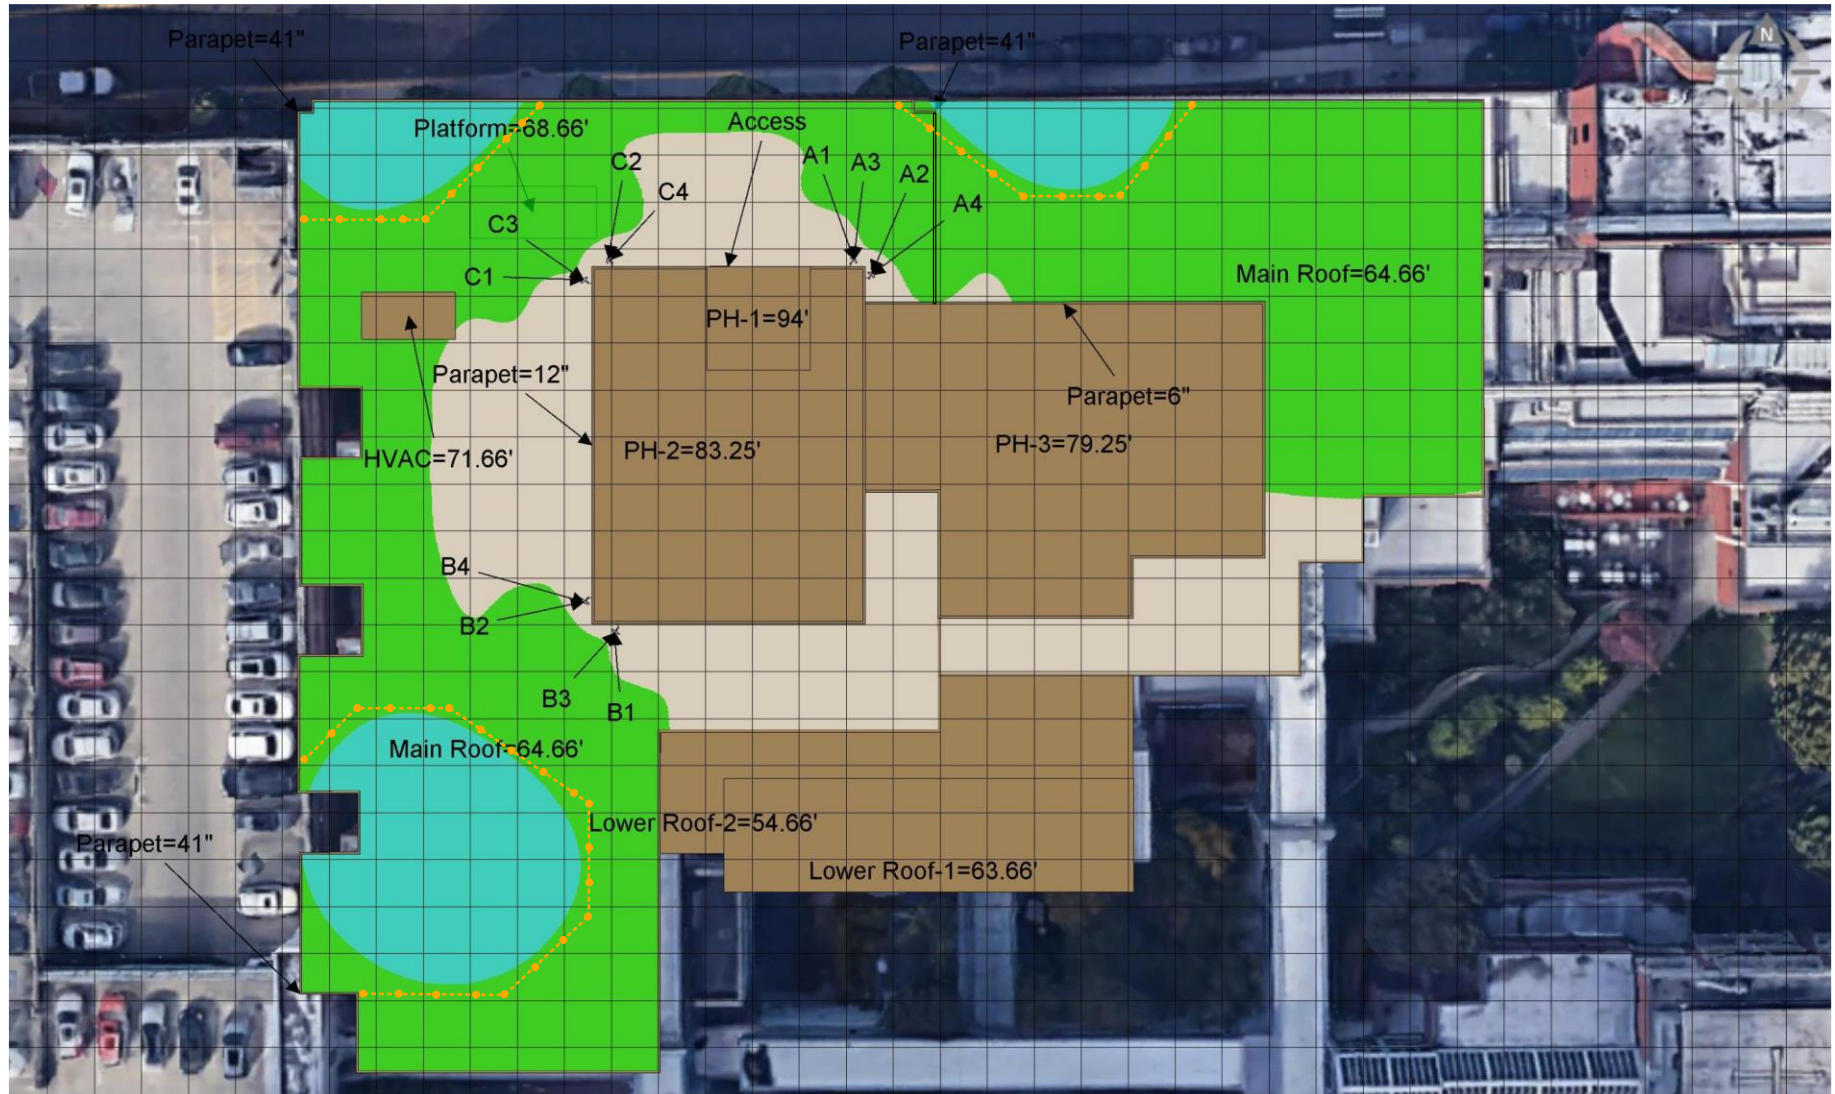 N
Parapet=41"
Parapet=41"
Platform=68.66'
Access
C2
A1
A3
A2
C4
A4
C3
C1
Main Roof=64.66'
PH-1=94'
Parapet=12"
Parapet=6"
PH-2=83.25'
PH-3=79.25'
HVAC=71.66'
B4
B2
B3
B1
Main Roof=64.66'
Lower Roof-2=54.66'
Parapet=41"
Lower Roof-1=63.66'